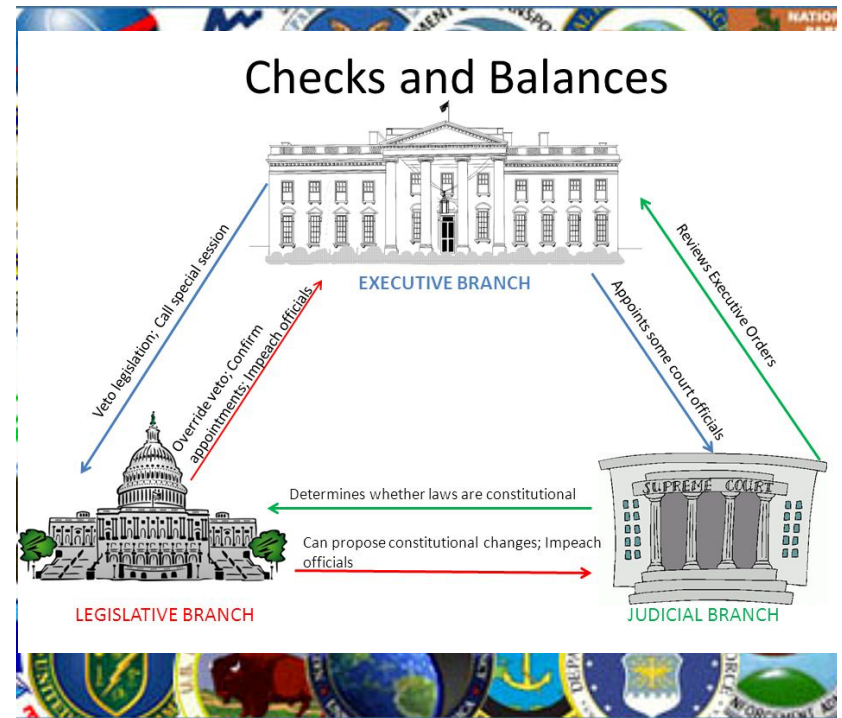 NATION
Checks and Balances
EXECUTIVE BRANCH
Veto legislation; Call special session
Override veto; Confirm
appointments; Impeach officials
Appoints some court officials
Reviews Executive Orders
Determines whether laws are constitutional
Can propose constitutional changes; Impeach
officials
SUPREME COURT
LEGISLATIVE BRANCH
JUDICIAL BRANCH